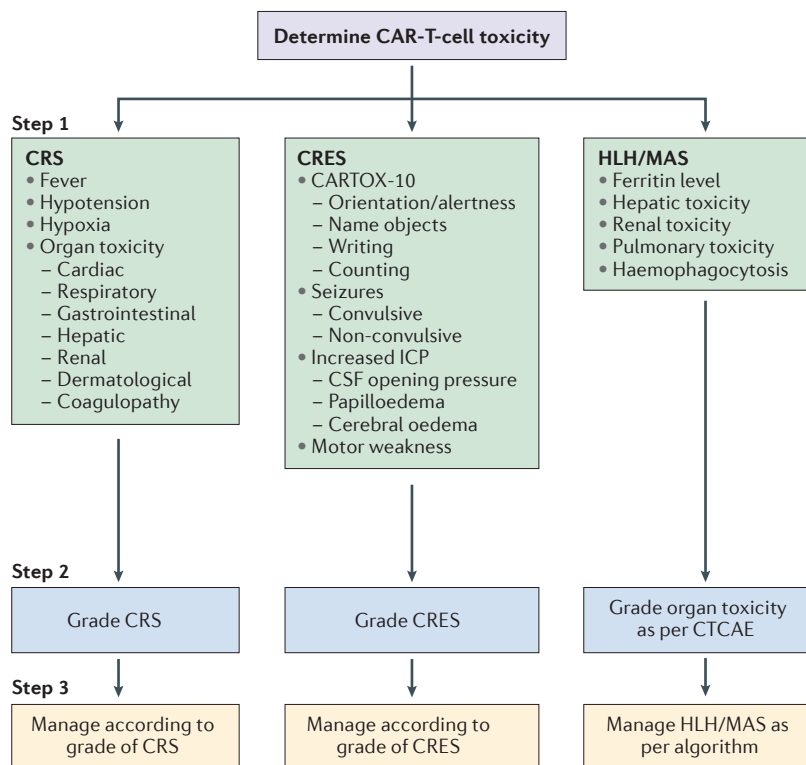 Determine CAR-T-cell toxicity
Step 1
CRS
• Fever
• Hypotension
• Hypoxia
• Organ toxicity
– Cardiac
– Respiratory
– Gastrointestinal
– Hepatic
– Renal
– Dermatological
– Coagulopathy
CRES
• CARTOX-10
– Orientation/alertness
– Name objects
– Writing
– Counting
• Seizures
– Convulsive
– Non-convulsive
• Increased ICP
– CSF opening pressure
– Papilloedema
– Cerebral oedema
• Motor weakness
HLH/MAS
• Ferritin level
• Hepatic toxicity
• Renal toxicity
• Pulmonary toxicity
• Haemophagocytosis
Step 2
Grade CRS
Grade CRES
Grade organ toxicity
as per CTCAE
Step 3
Manage according to
grade of CRS
Manage according to
grade of CRES
Manage HLH/MAS as
per algorithm